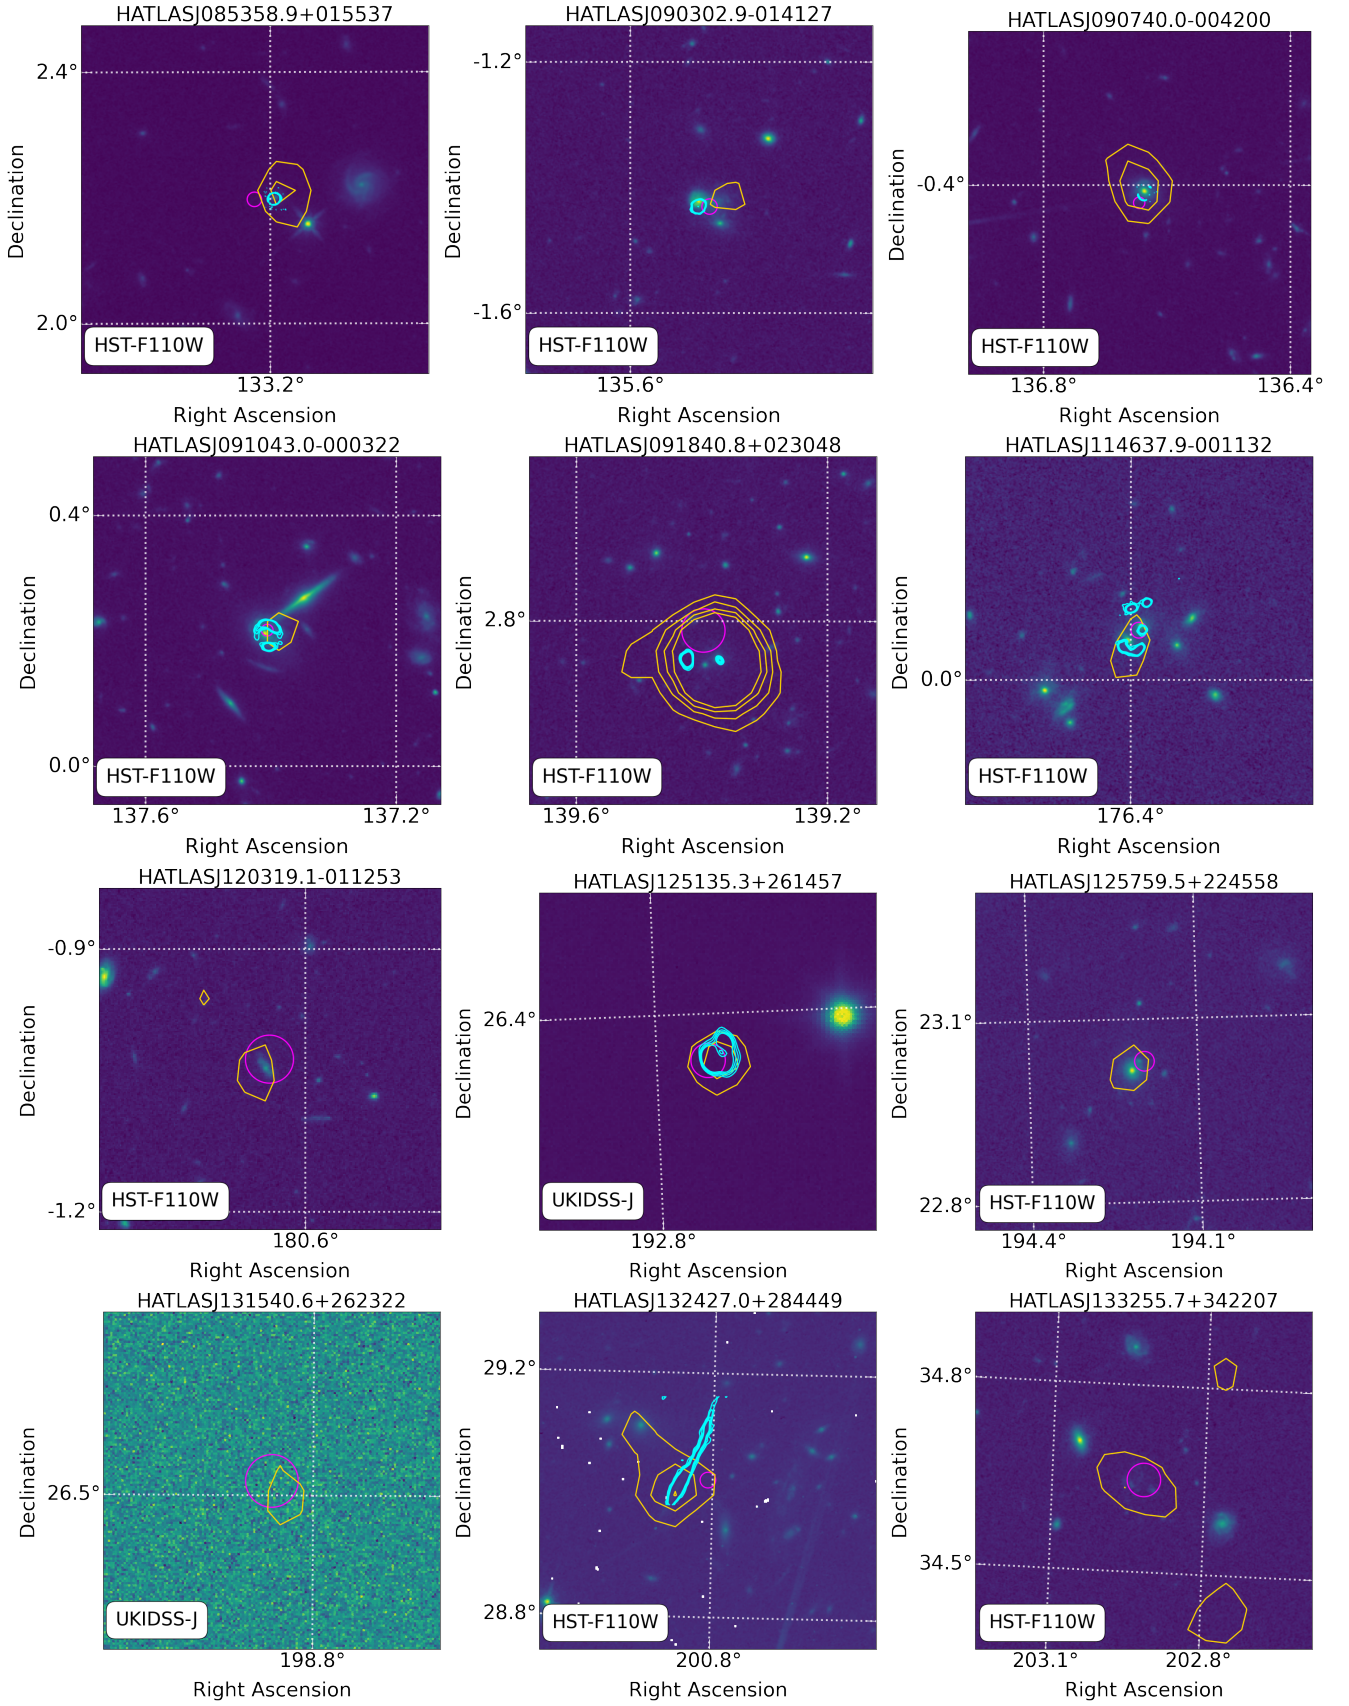 HATLASJ085358.9+015537
HATLASJ090302.9-014127
HATLASJ090740.0-004200
2.4°
2.0°
Declination
HST-F110W
133.2°
Right Ascension
-1.2°
-1.6°
Declination
HST-F110W
135.6°
Right Ascension
-0.4°
Declination
HST-F110W
136.8°
136.4°
Right Ascension
HATLASJ091043.0-000322
HATLASJ091840.8+023048
HATLASJ114637.9-001132
0.4°
0.0°
Declination
HST-F110W
137.6°
137.2°
Right Ascension
2.8°
Declination
HST-F110W
139.6°
139.2°
Right Ascension
0.0°
Declination
HST-F110W
176.4°
Right Ascension
HATLASJ120319.1-011253
HATLASJ125135.3+261457
HATLASJ125759.5+224558
-0.9°
-1.2°
Declination
HST-F110W
180.6°
Right Ascension
26.4°
Declination
UKIDSS-J
192.8°
Right Ascension
23.1°
22.8°
Declination
HST-F110W
194.4°
194.1°
Right Ascension
HATLASJ131540.6+262322
HATLASJ132427.0+284449
HATLASJ133255.7+342207
26.5°
Declination
UKIDSS-J
198.8°
Right Ascension
29.2°
28.8°
Declination
HST-F110W
200.8°
Right Ascension
34.8°
34.5°
Declination
HST-F110W
203.1°
202.8°
Right Ascension